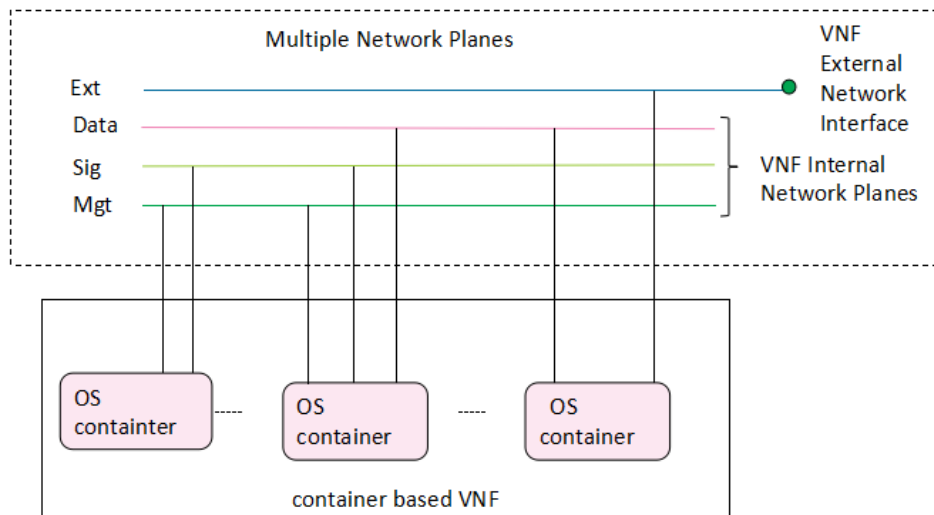 Multiple Network Planes
VNF
External
Network
Interface
Ext
Data
Sig
Mgt
VNF Internal
Network Planes
OS
containter
OS
container
OS
container
container based VNF